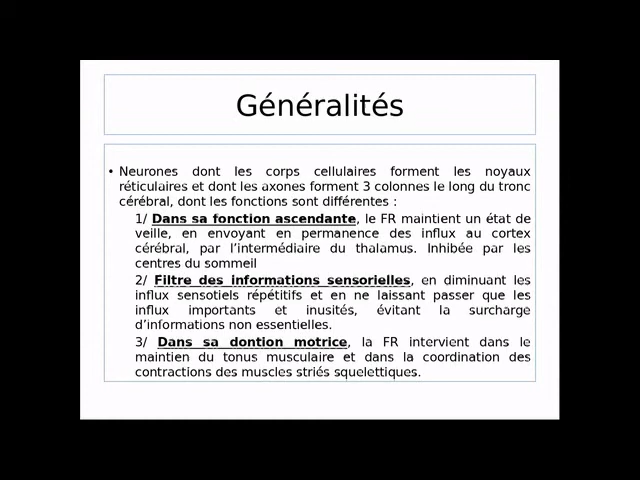 Généralités
• Neurones dont les corps cellulaires forment les noyaux
réticulaires et dont les axones forment 3 colonnes le long du tronc
cérébral, dont les fonctions sont différentes :
1/ Dans sa fonction ascendante, le FR maintient un état de
veille, en envoyant en permanence des influx au cortex
cérébral, par l’intermédiaire du thalamus. Inhibée par les
centres du sommeil
2/ Filtre des informations sensorielles, en diminuant les
influx sensotiels répétitifs et en ne laissant passer que les
influx importants et inusités, évitant la surcharge
d’informations non essentielles.
3/ Dans sa dontion motrice, la FR intervient dans le
maintien du tonus musculaire et dans la coordination des
contractions des muscles striés squelettiques.